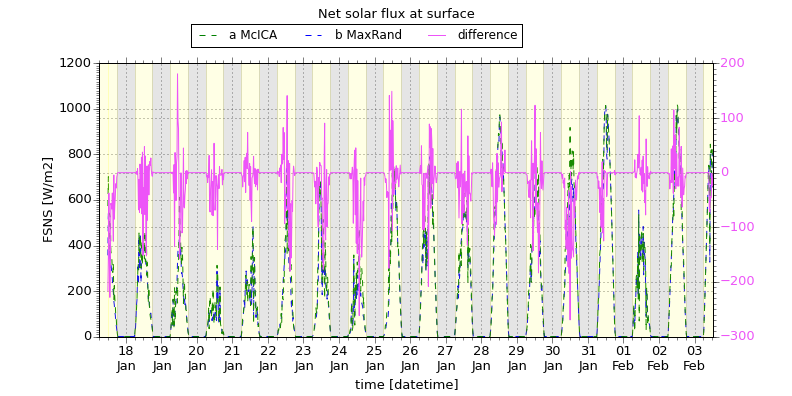 Net solar flux at surface
a McICA b MaxRand difference
1200 200
1000 100
800 0
600 −100
400 −200
200 −300
0
FSNS [W/m2]
18 19 20 21 22 23 24 25 26 27 28 29 30 31 01 02 03
Jan Jan Jan Jan Jan Jan Jan Jan Jan Jan Jan Jan Jan Jan Feb Feb Feb
time [datetime]